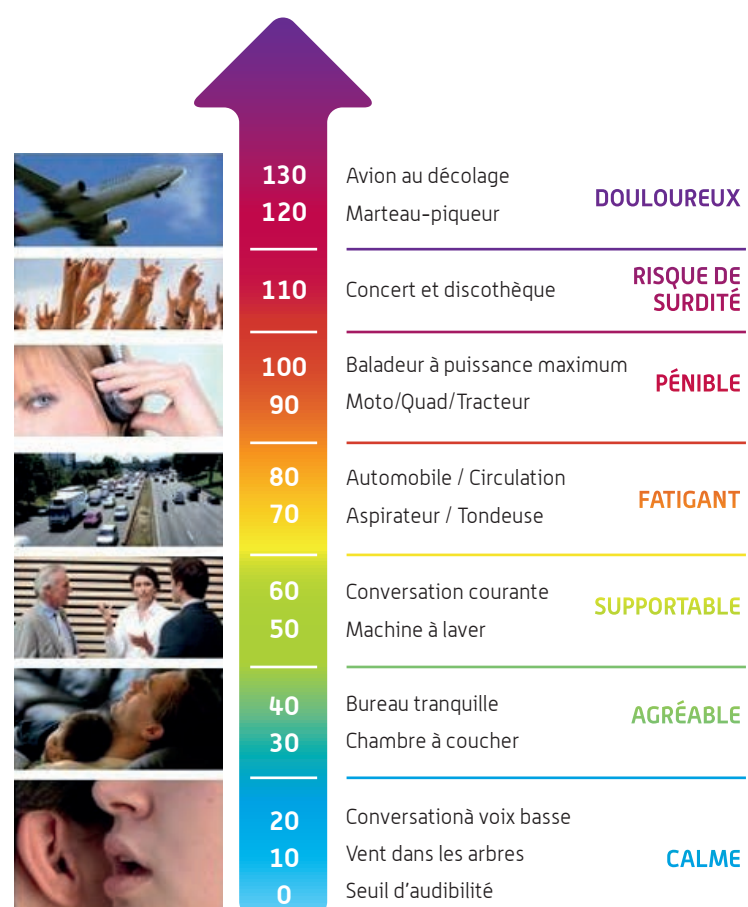 130 Avion au décolage
120 Marteau-piqueur
DOULOUREUX
110 Concert et discothèque
RISQUE DE
SURDITÉ
100 Baladeur à puissance maximum
90 Moto/Quad/Tracteur
PÉNIBLE
80 Automobile / Circulation
70 Aspirateur / Tondeuse
FATIGANT
60 Conversation courante
50 Machine à laver
SUPPORTABLE
40 Bureau tranquille
30 Chambre à coucher
AGRÉABLE
20 Conversationà voix basse
10 Vent dans les arbres
0 Seuil d'audibilité
CALME